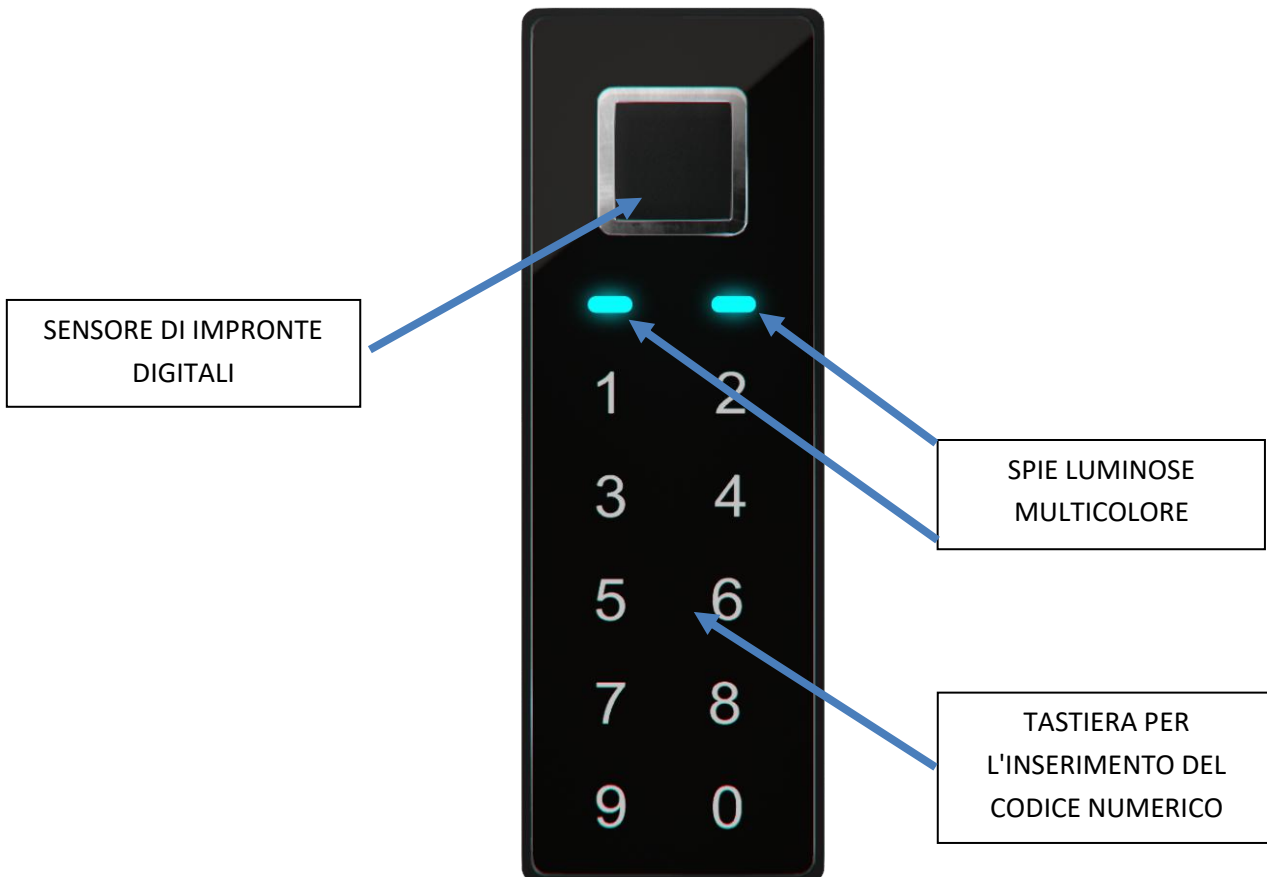 SENSORE DI IMPRONTE
DIGITALI
1 2
3 4
5 6
7 8
9 0
SPIE LUMINOSE
MULTICOLORE
TASTIERA PER
L'INSERIMENTO DEL
CODICE NUMERICO